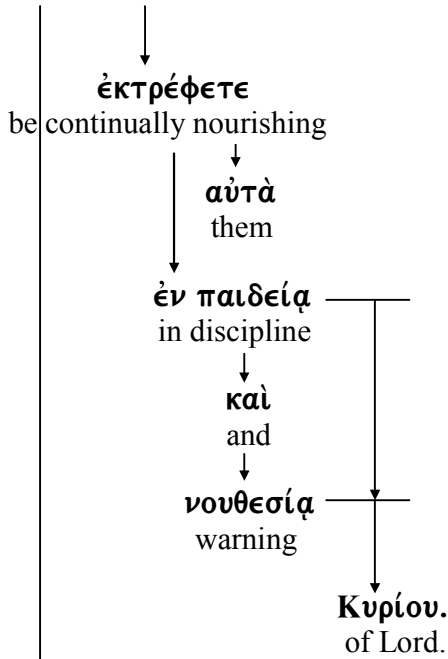 ἐκτρέφετε
be continually nourishing
αὐτὰ
them
ἐν παιδείᾳ
in discipline
καὶ
and
νουθεσίᾳ
warning
Κυρίου.
of Lord.